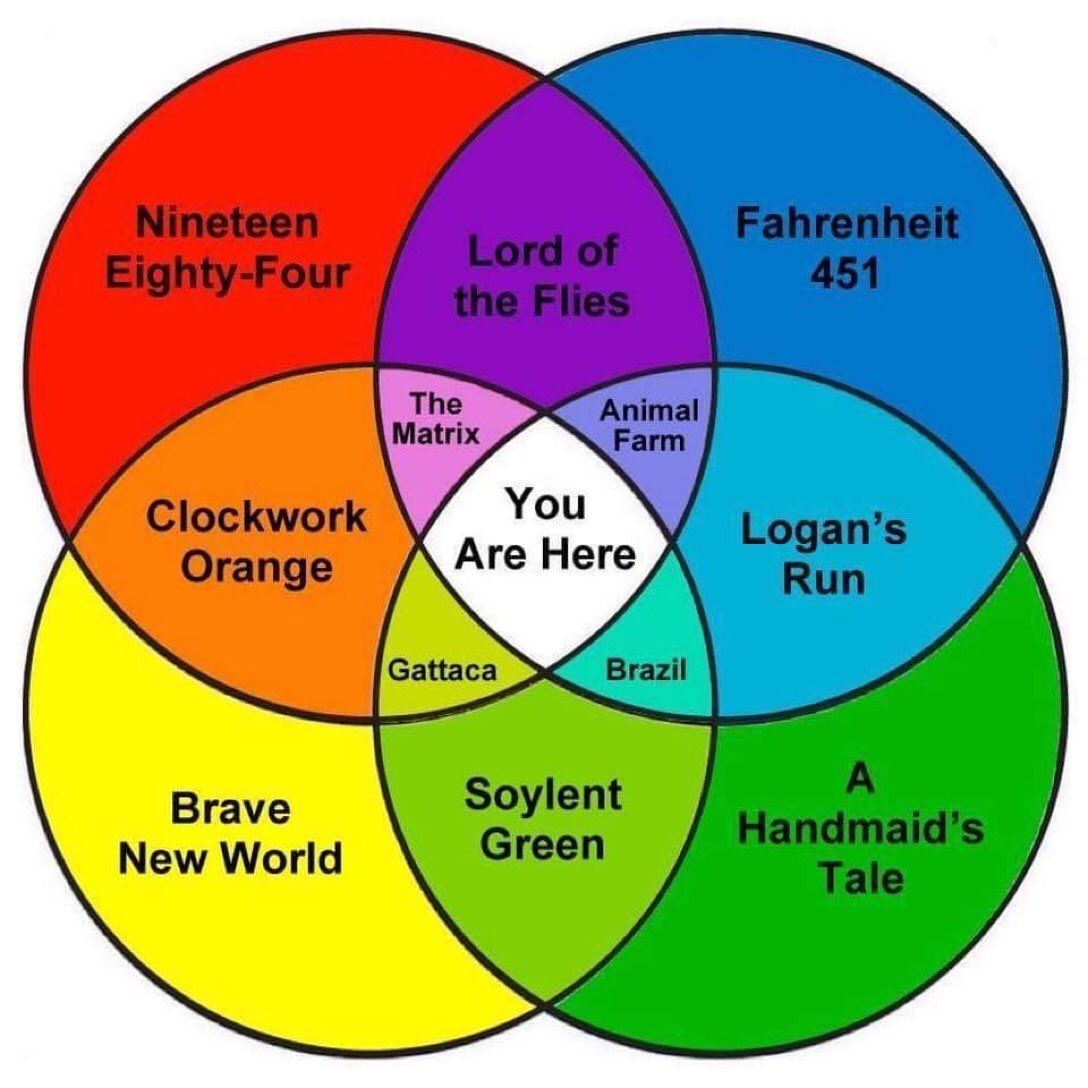 Nineteen
Eighty-Four
Lord of
the Flies
Fahrenheit
451
The
Matrix
Animal
Farm
Clockwork
Orange
You
Are Here
Logan’s
Run
Gattaca
Brazil
Brave
New World
Soylent
Green
A
Handmaid’s
Tale